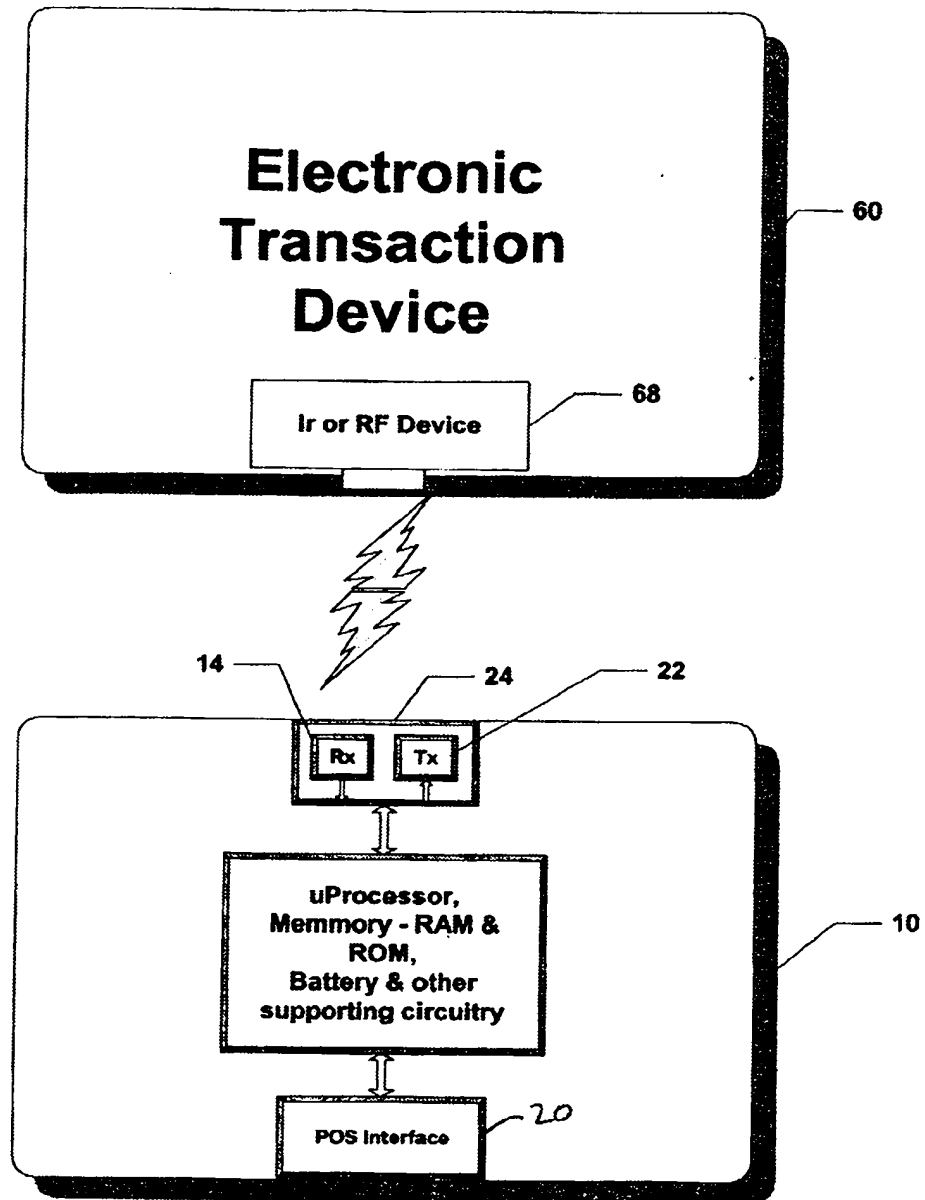 Electronic
Transaction
Device
60
Ir or RF Device
68
14
24
22
Rx
Tx
uProcessor,
Memmory - RAM &
ROM,
Battery & other
supporting circuitry
10
POS Interface
20